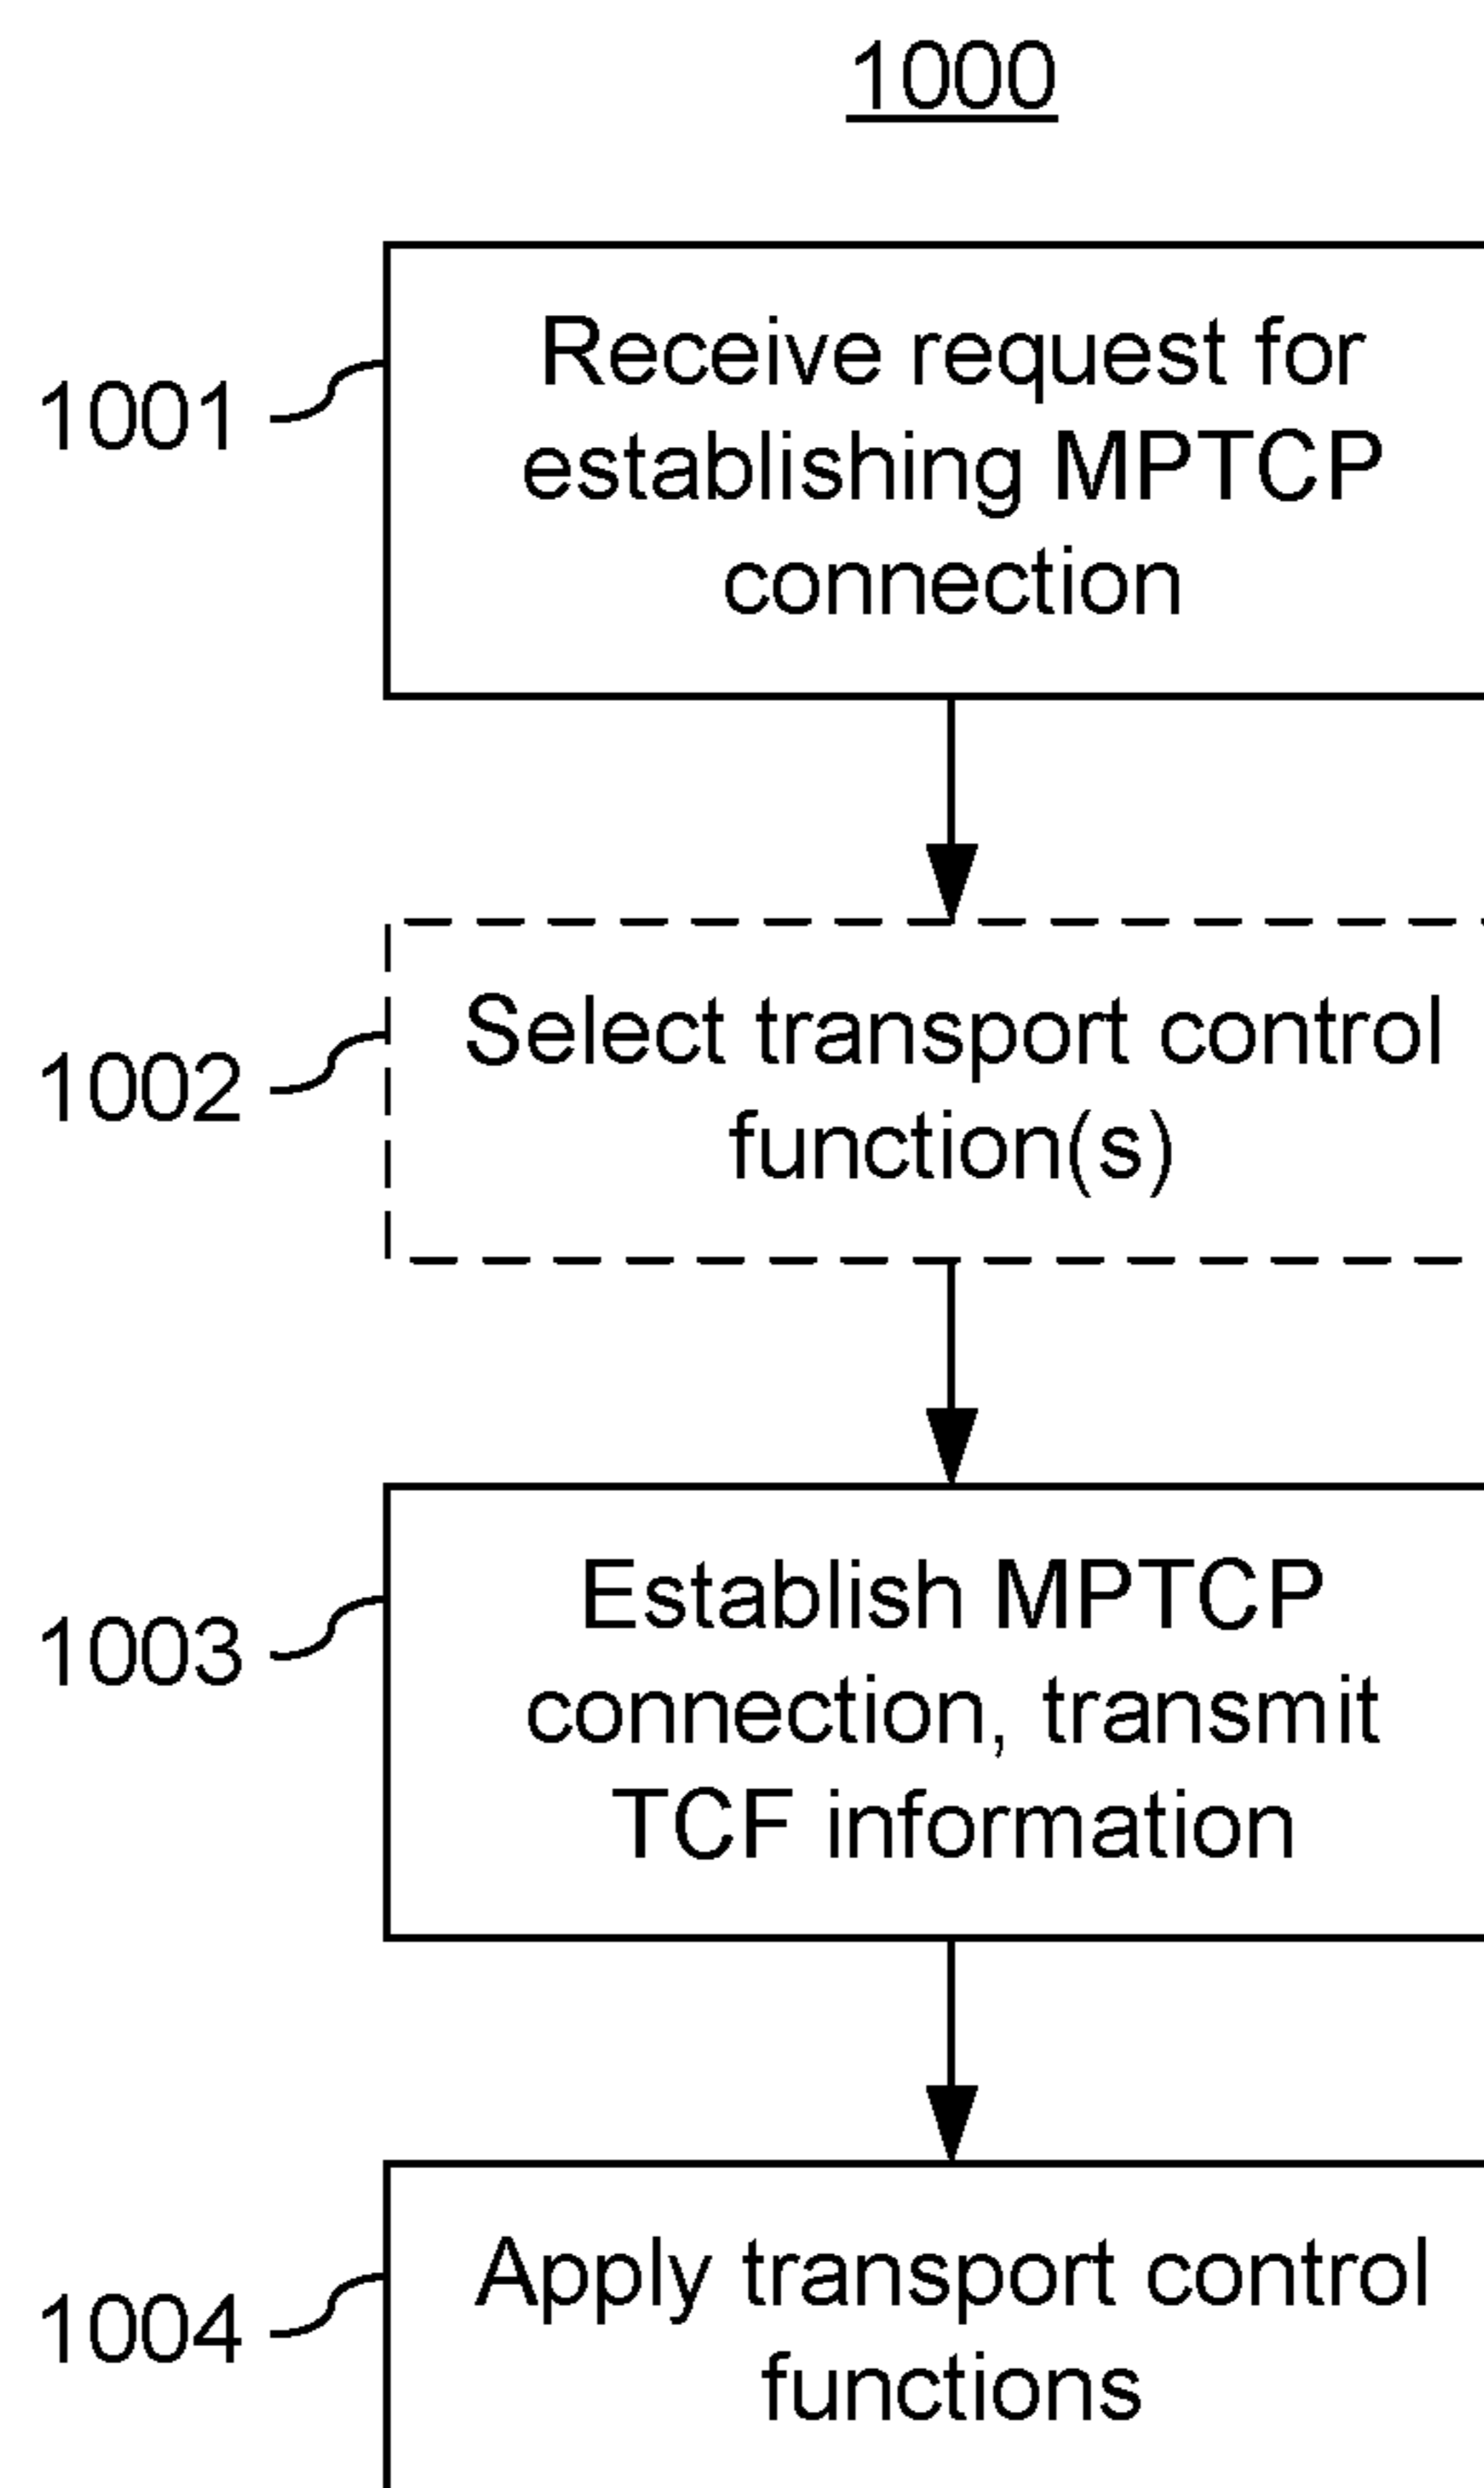 1000
1001
Receive request for
establishing MPTCP
connection
1002
Select transport control
function(s)
1003
Establish MPTCP
connection, transmit
TCF information
1004
Apply transport control
functions